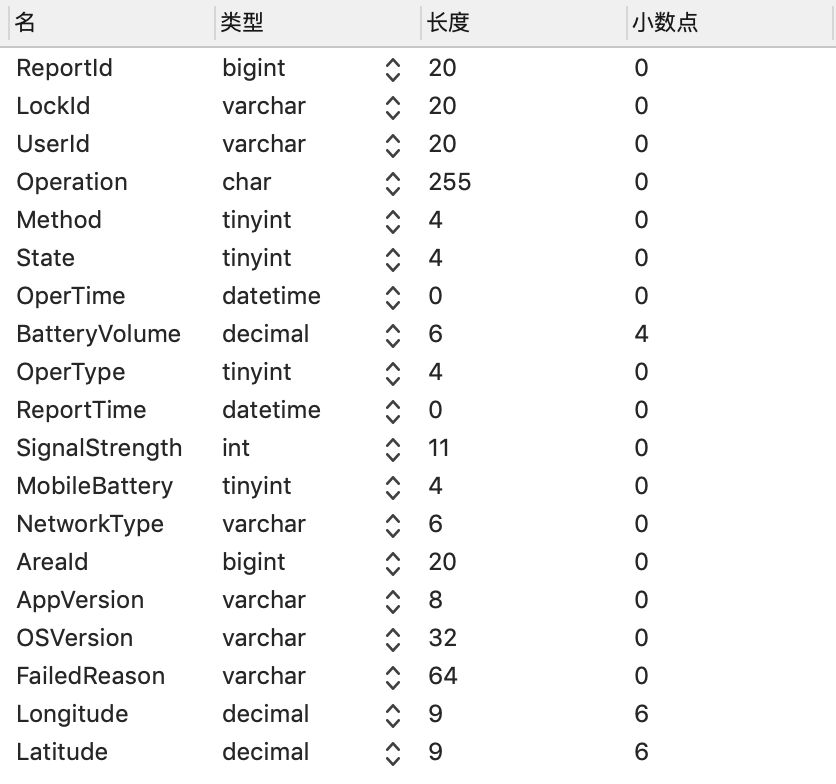 名 类型 长度 小数点
ReportId bigint 20 0
LockId varchar 20 0
UserId varchar 20 0
Operation char 255 0
Method tinyint 4 0
State tinyint 4 0
OperTime datetime 0 0
BatteryVolume decimal 6 4
OperType tinyint 4 0
ReportTime datetime 0 0
SignalStrength int 11 0
MobileBattery tinyint 4 0
NetworkType varchar 6 0
AreaId bigint 20 0
AppVersion varchar 8 0
OSVersion varchar 32 0
FailedReason varchar 64 0
Longitude decimal 9 6
Latitude decimal 9 6